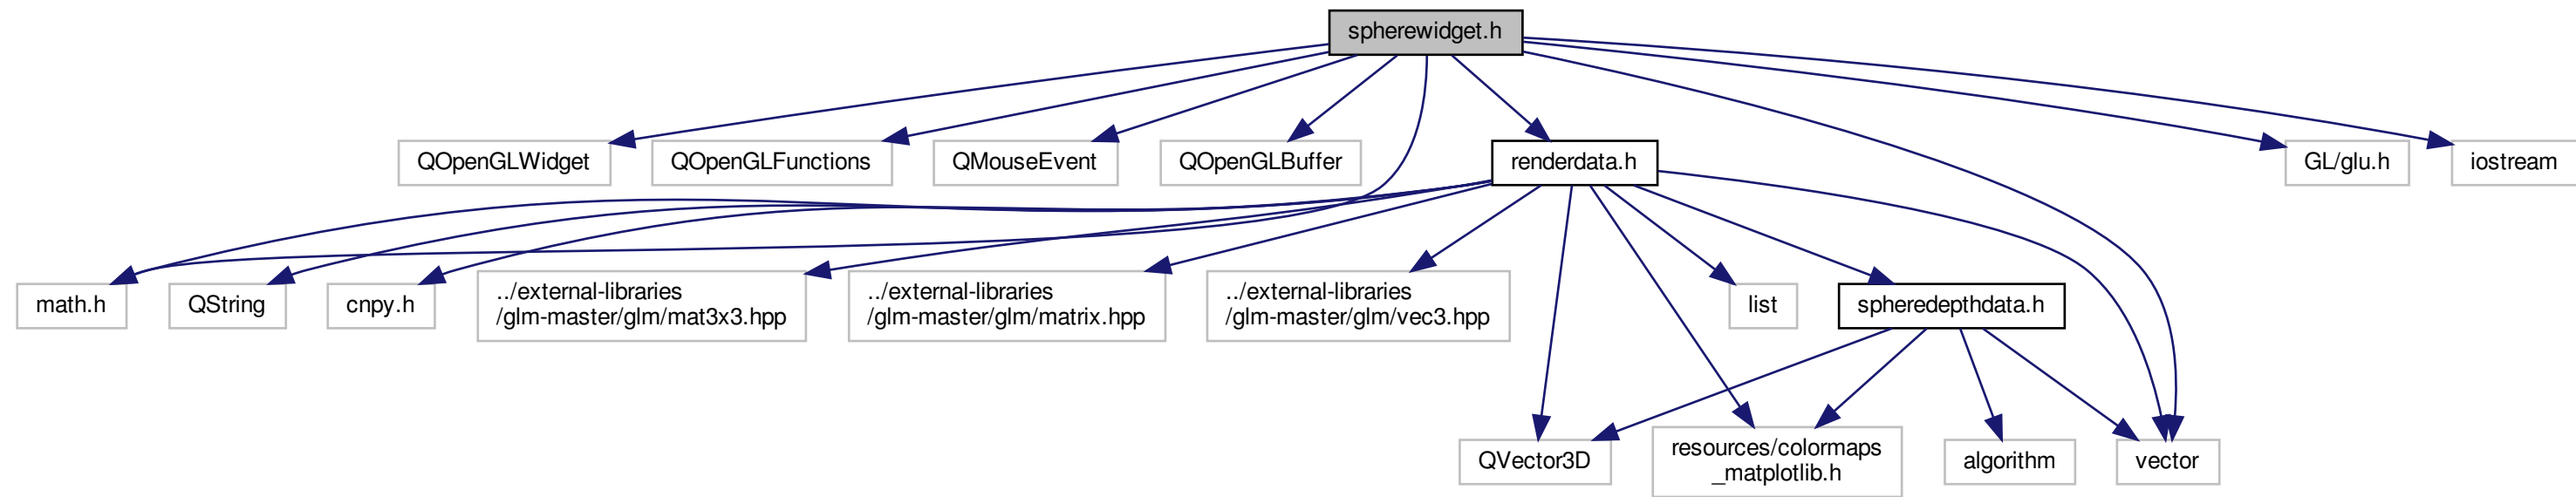 spherewidget.h
QOpenGLWidget
QOpenGLFunctions
QMouseEvent
QOpenGLBuffer
renderdata.h
GL/glu.h
iostream
math.h
QString
cnpy.h
../external-libraries
/glm-master/glm/mat3x3.hpp
../external-libraries
/glm-master/glm/matrix.hpp
../external-libraries
/glm-master/glm/vec3.hpp
list
spheredepthdata.h
QVector3D
resources/colormaps
_matplotlib.h
algorithm
vector